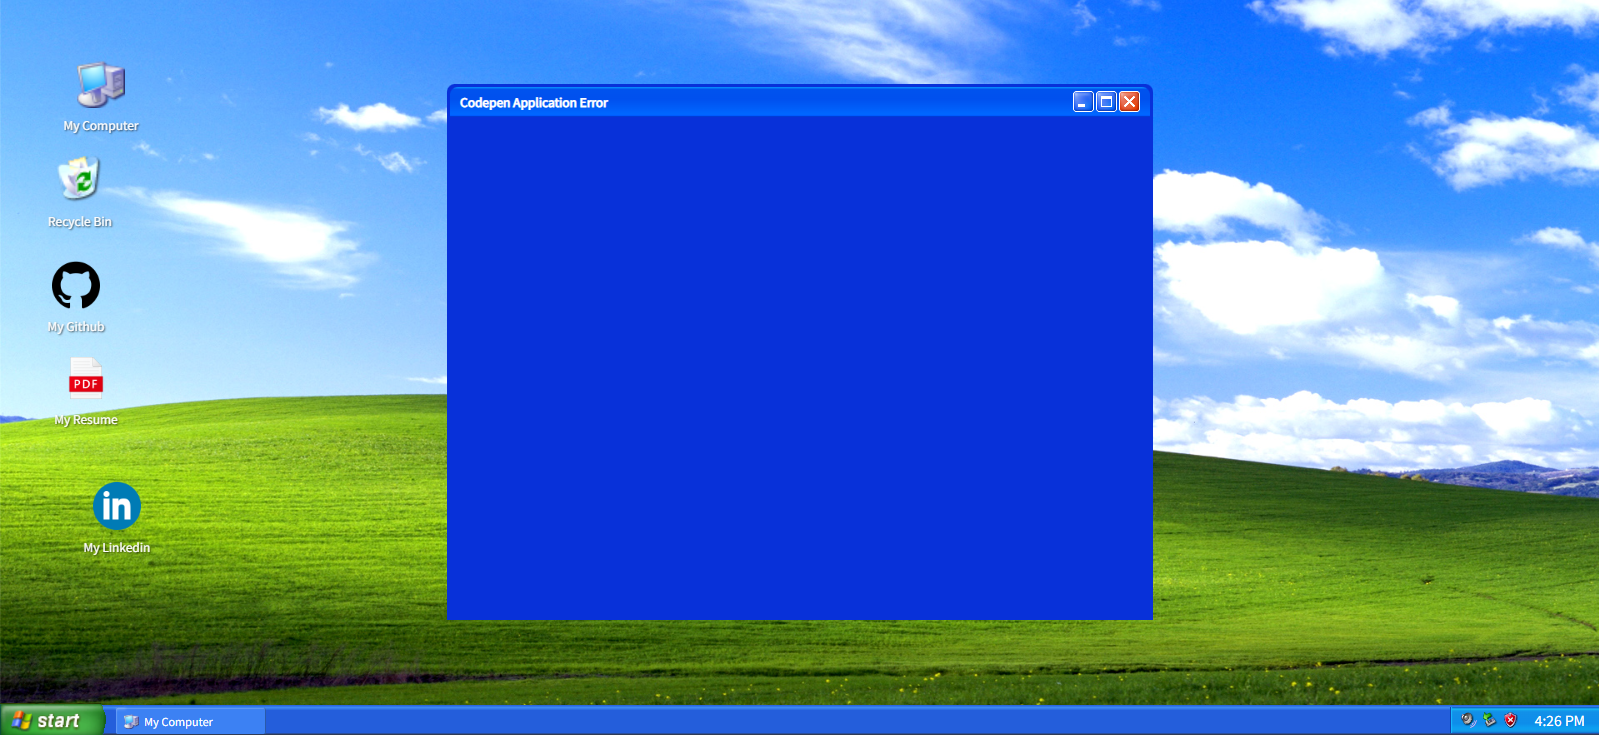 Codepen Application Error
My Computer
Recycle Bin
My Github
PDF
My Resume
in
My Linkedin
start
My Computer
4:26 PM